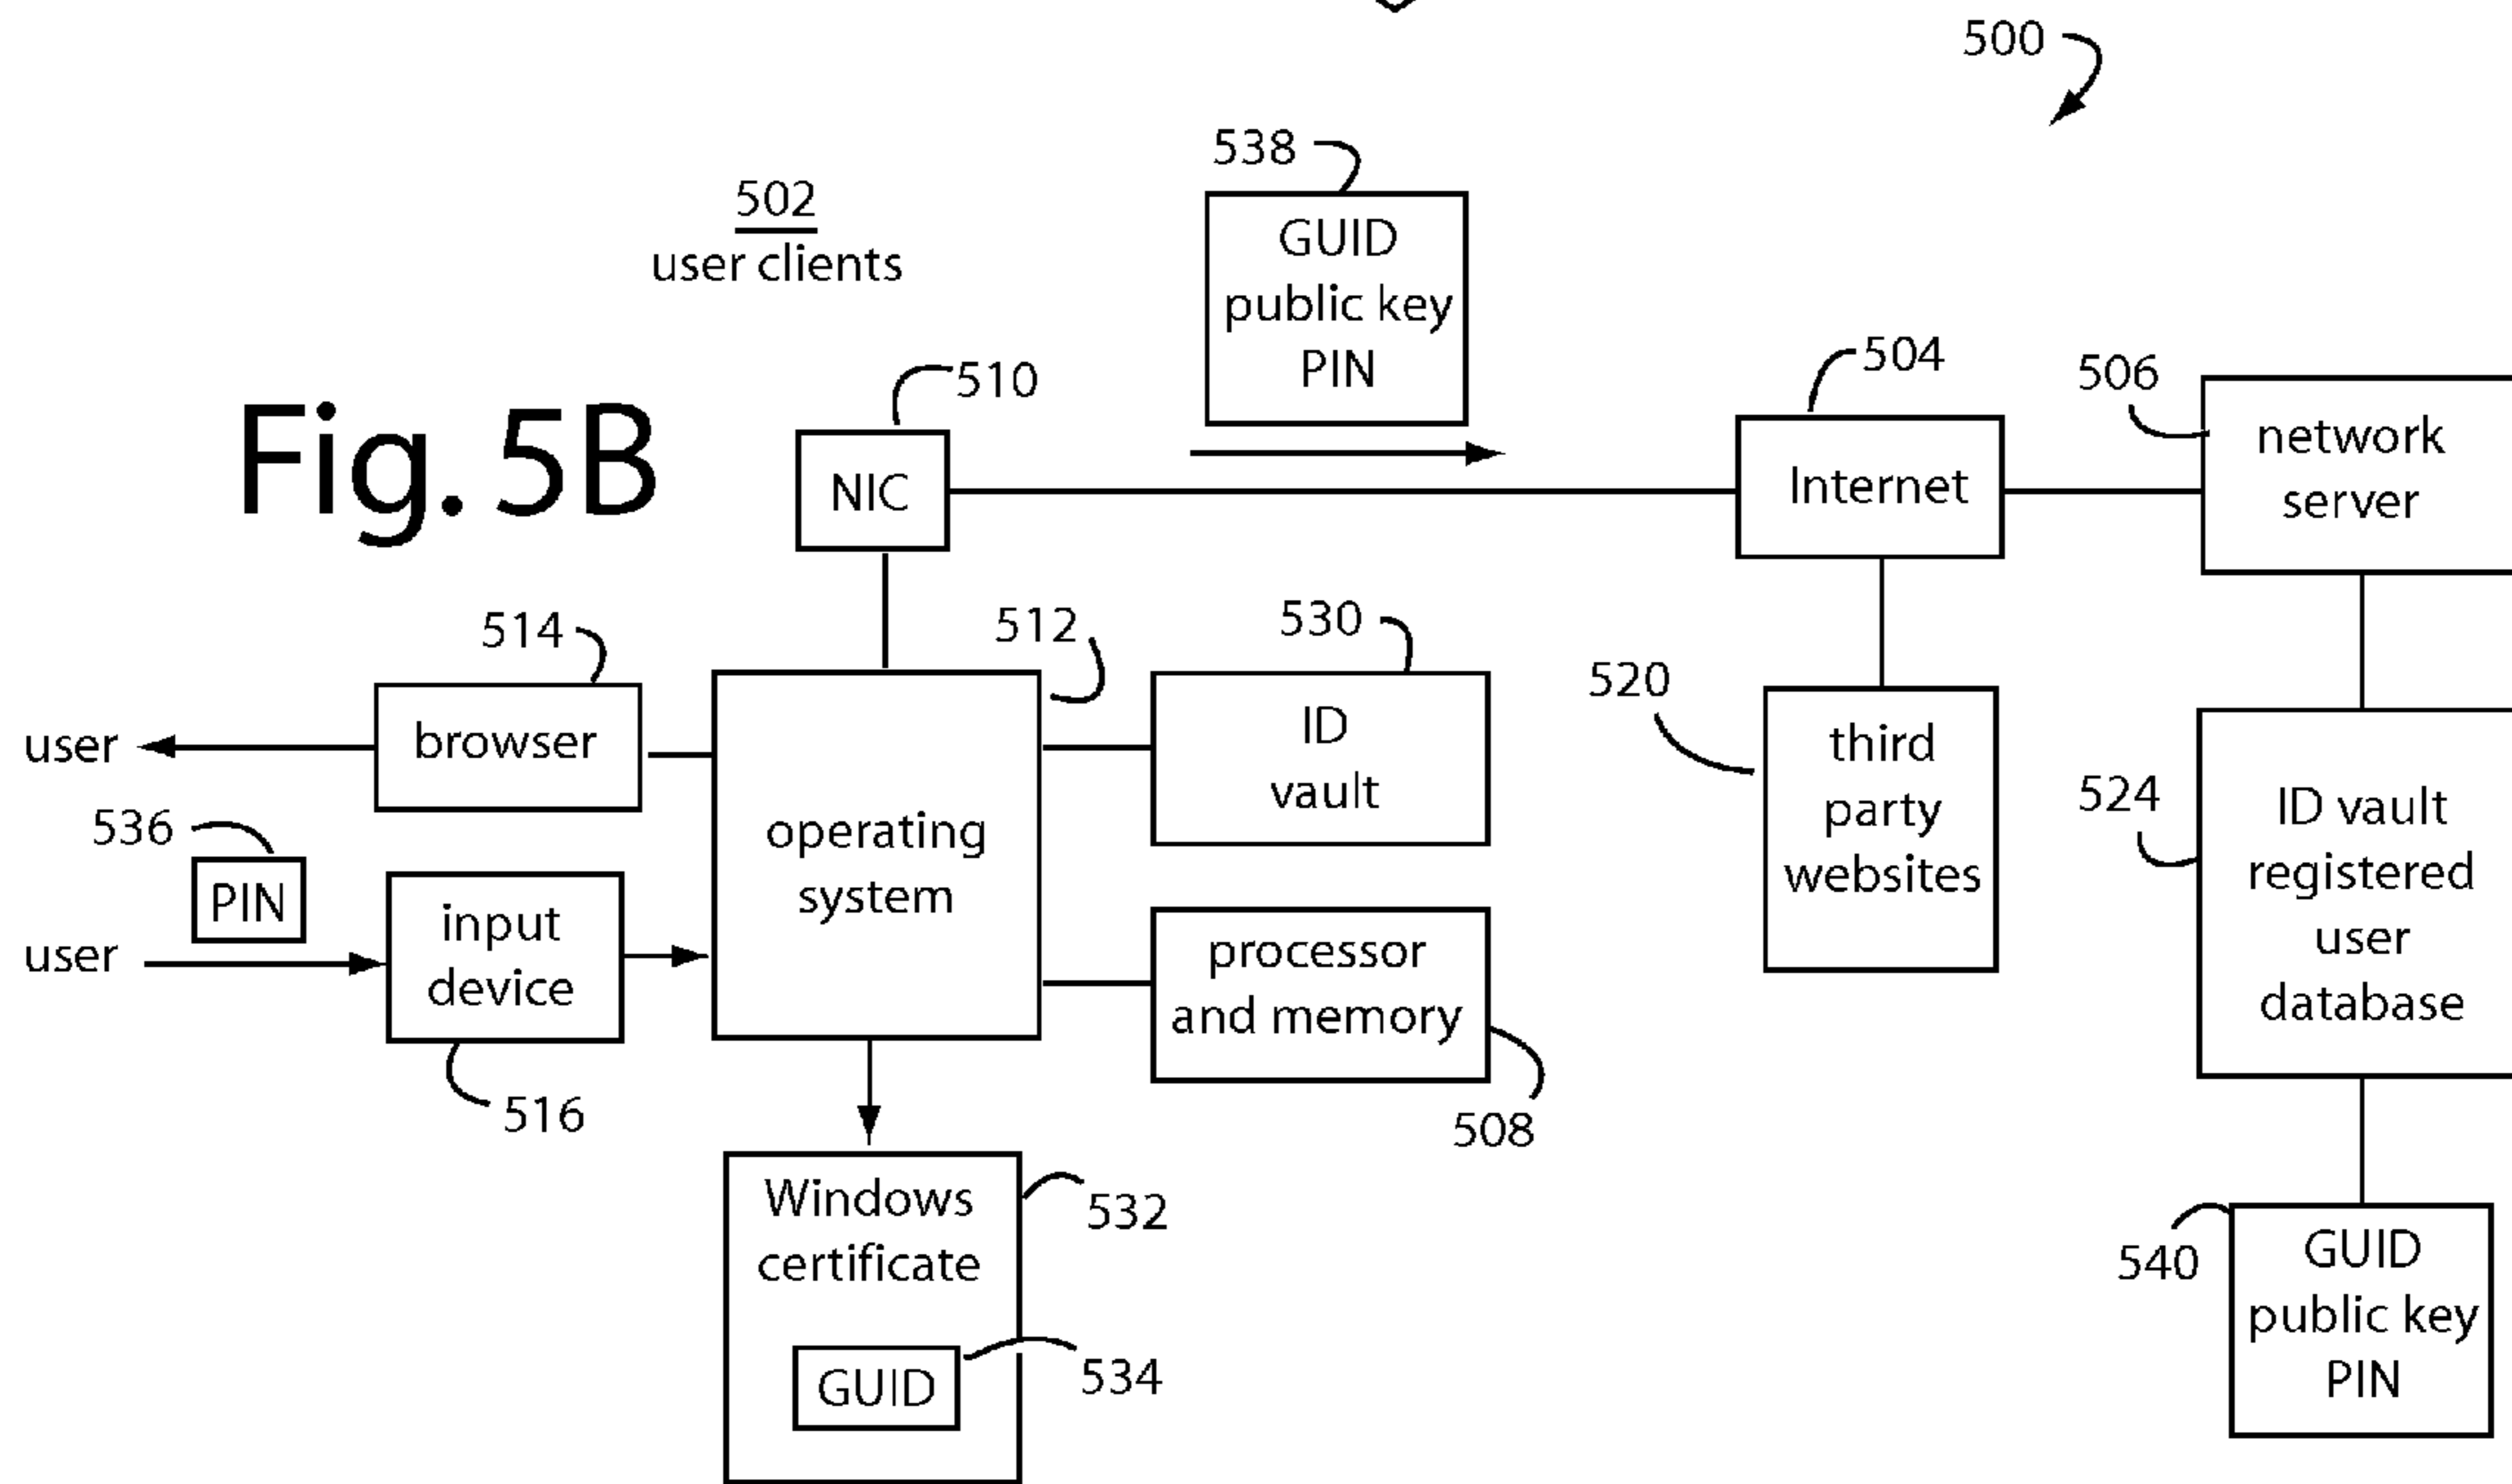 500
538
502
user clients
GUID
public key
PIN
Fig. 5B
510
504
506
NIC
Internet
network
server
514
512
530
520
user
browser
operating
system
ID
vault
third
party
websites
524
ID vault
registered
user
database
536
PIN
user
input
device
processor
and memory
516
508
Windows
certificate
532
GUID
534
540
GUID
public key
PIN